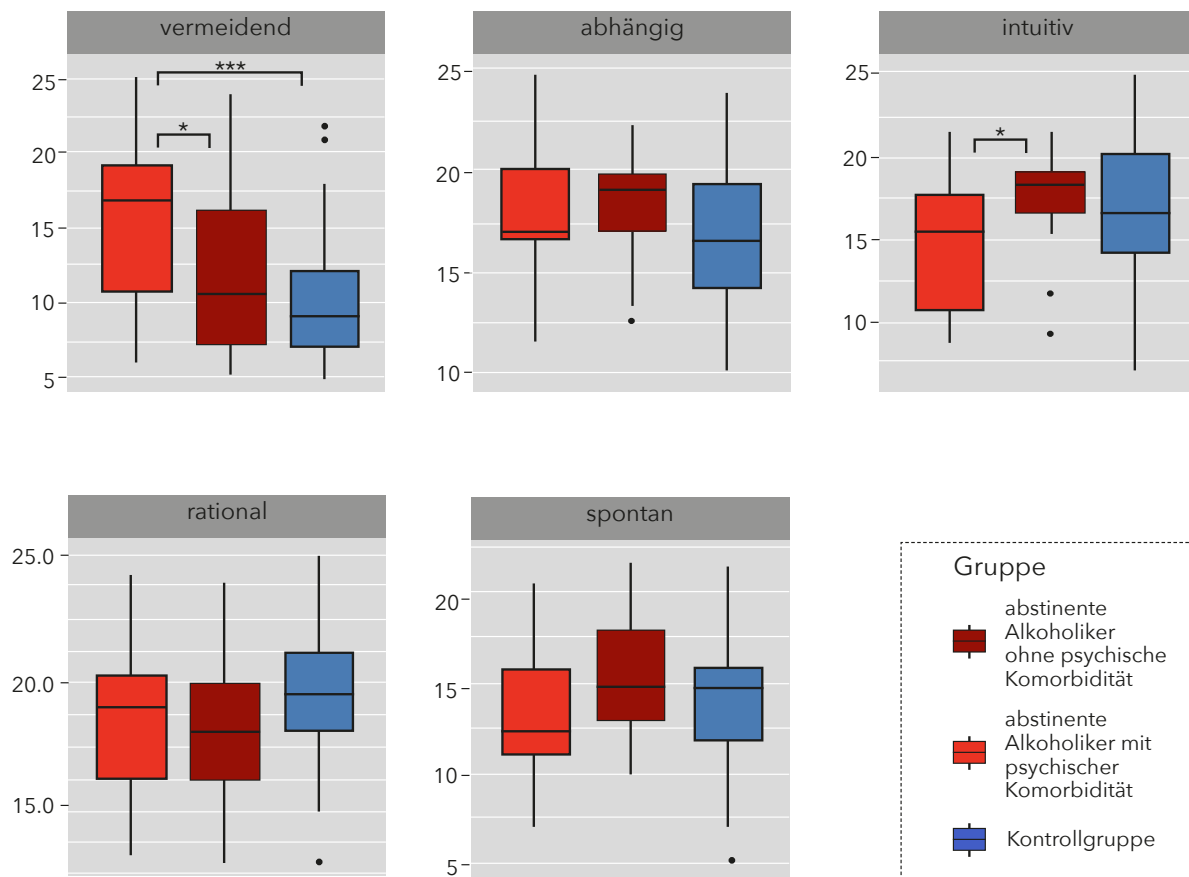 vermeidend
25
20
15
10
5
***
*
abhängig
25
20
15
10
intuitiv
25
20
15
10
*
rational
25.0
20.0
15.0
spontan
20
15
10
5
Gruppe
abstinente
Alkoholiker
ohne psychische
Komorbidität
abstinente
Alkoholiker mit
psychischer
Komorbidität
Kontrollgruppe